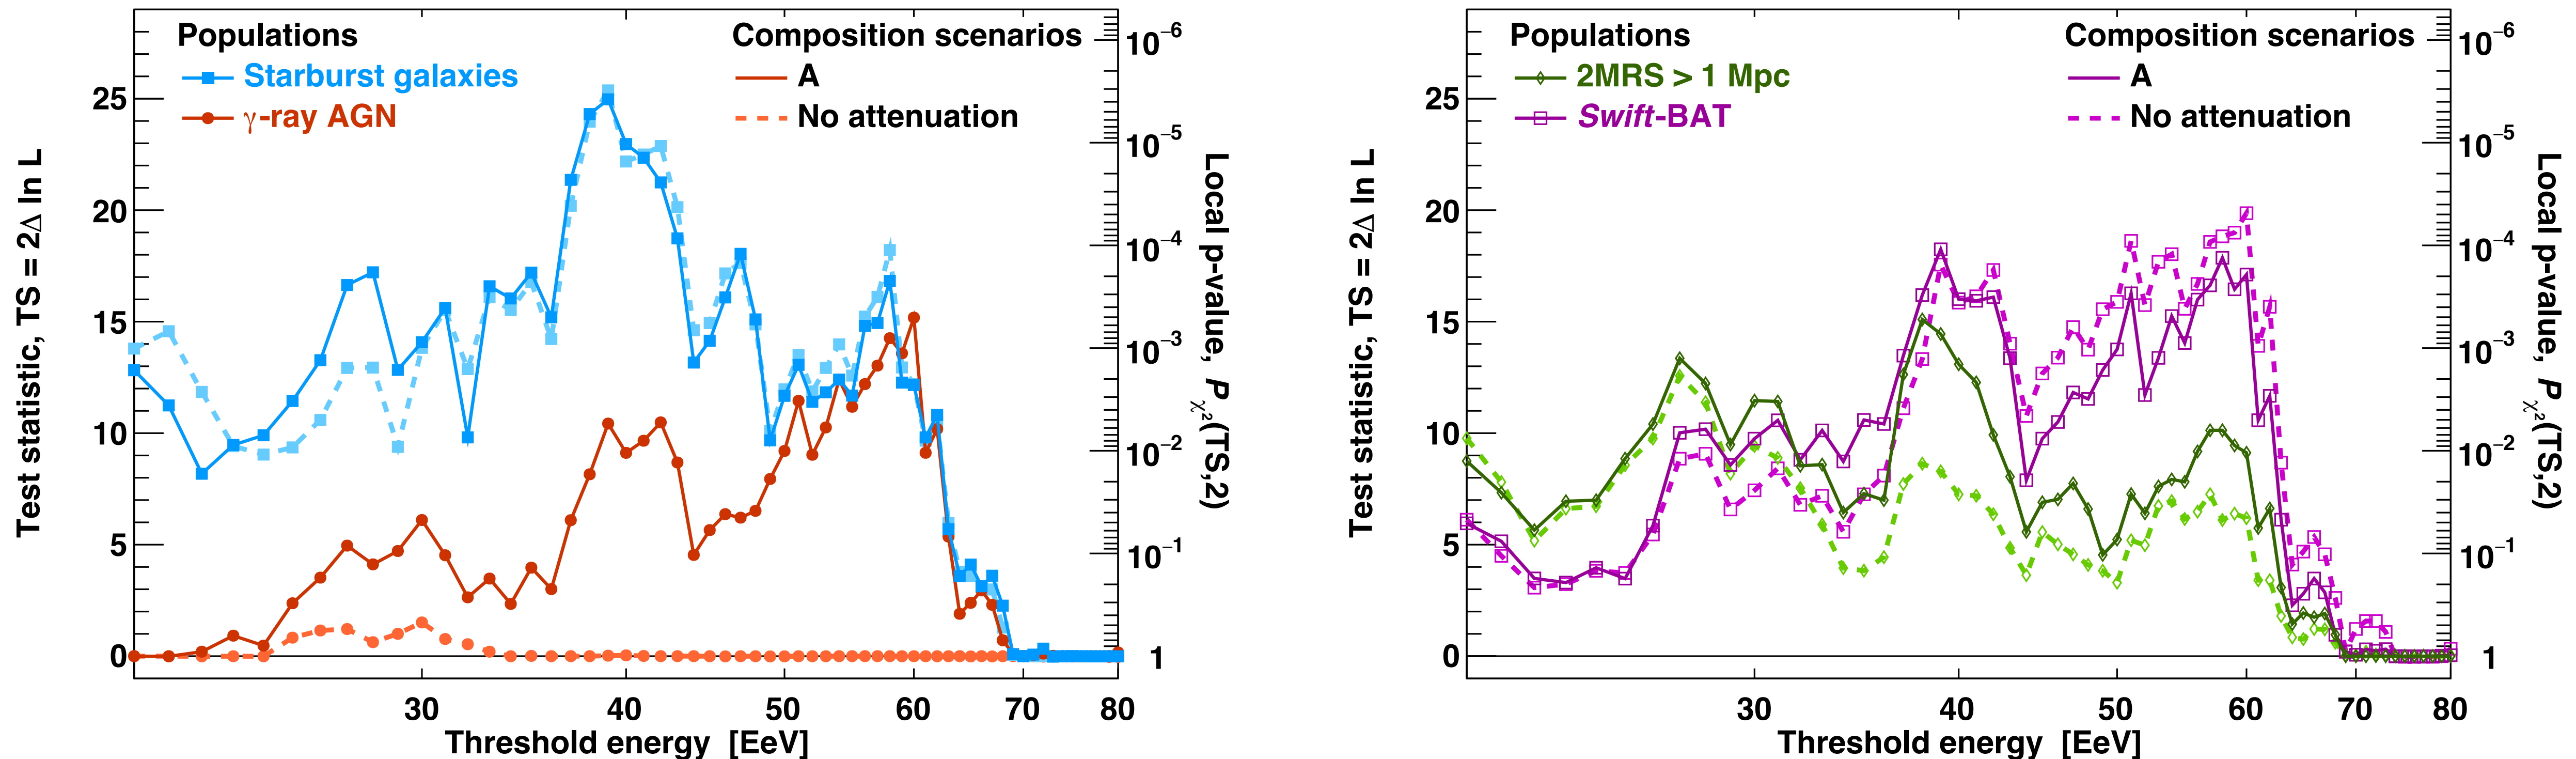 Populations
Starburst galaxies
γ-ray AGN
Composition scenarios
A
No attenuation
Test statistic, TS = 2Δ ln L
25
20
15
10
5
0
30 40 50 60 70 80
Threshold energy [EeV]
10⁻⁶
10⁻⁵
10⁻⁴
10⁻³
10⁻²
10⁻¹
1
Local p-value, P_χ²(TS,2)
Populations
2MRS > 1 Mpc
Swift-BAT
Composition scenarios
A
No attenuation
Test statistic, TS = 2Δ ln L
25
20
15
10
5
0
30 40 50 60 70 80
Threshold energy [EeV]
10⁻⁶
10⁻⁵
10⁻⁴
10⁻³
10⁻²
10⁻¹
1
Local p-value, P_χ²(TS,2)